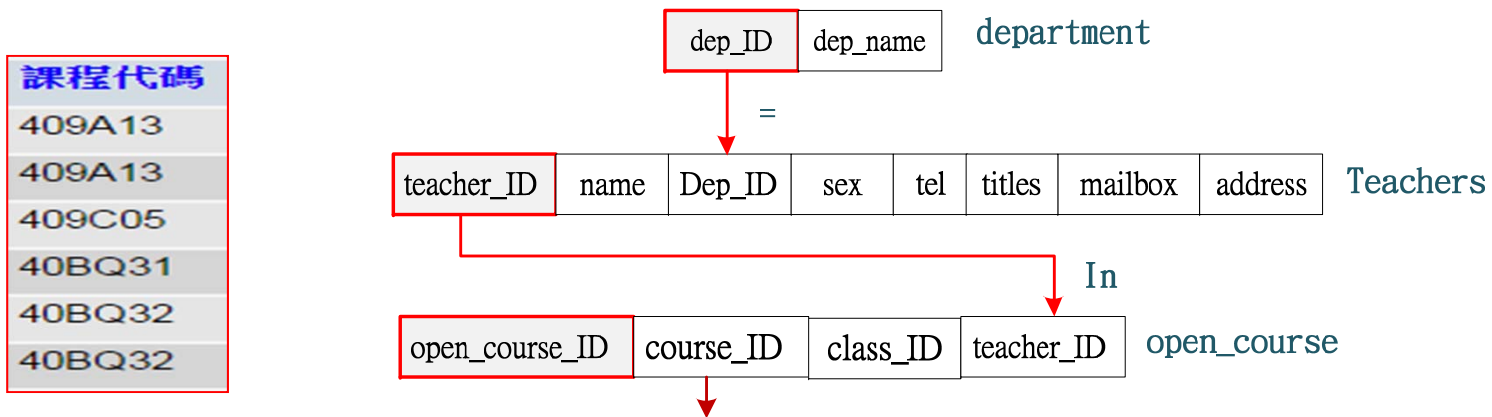 課程代碼
409A13
409A13
409C05
40BQ31
40BQ32
40BQ32
dep_ID dep_name department
=
teacher_ID name Dep_ID sex tel titles mailbox address Teachers
In
open_course_ID course_ID class_ID teacher_ID open_course